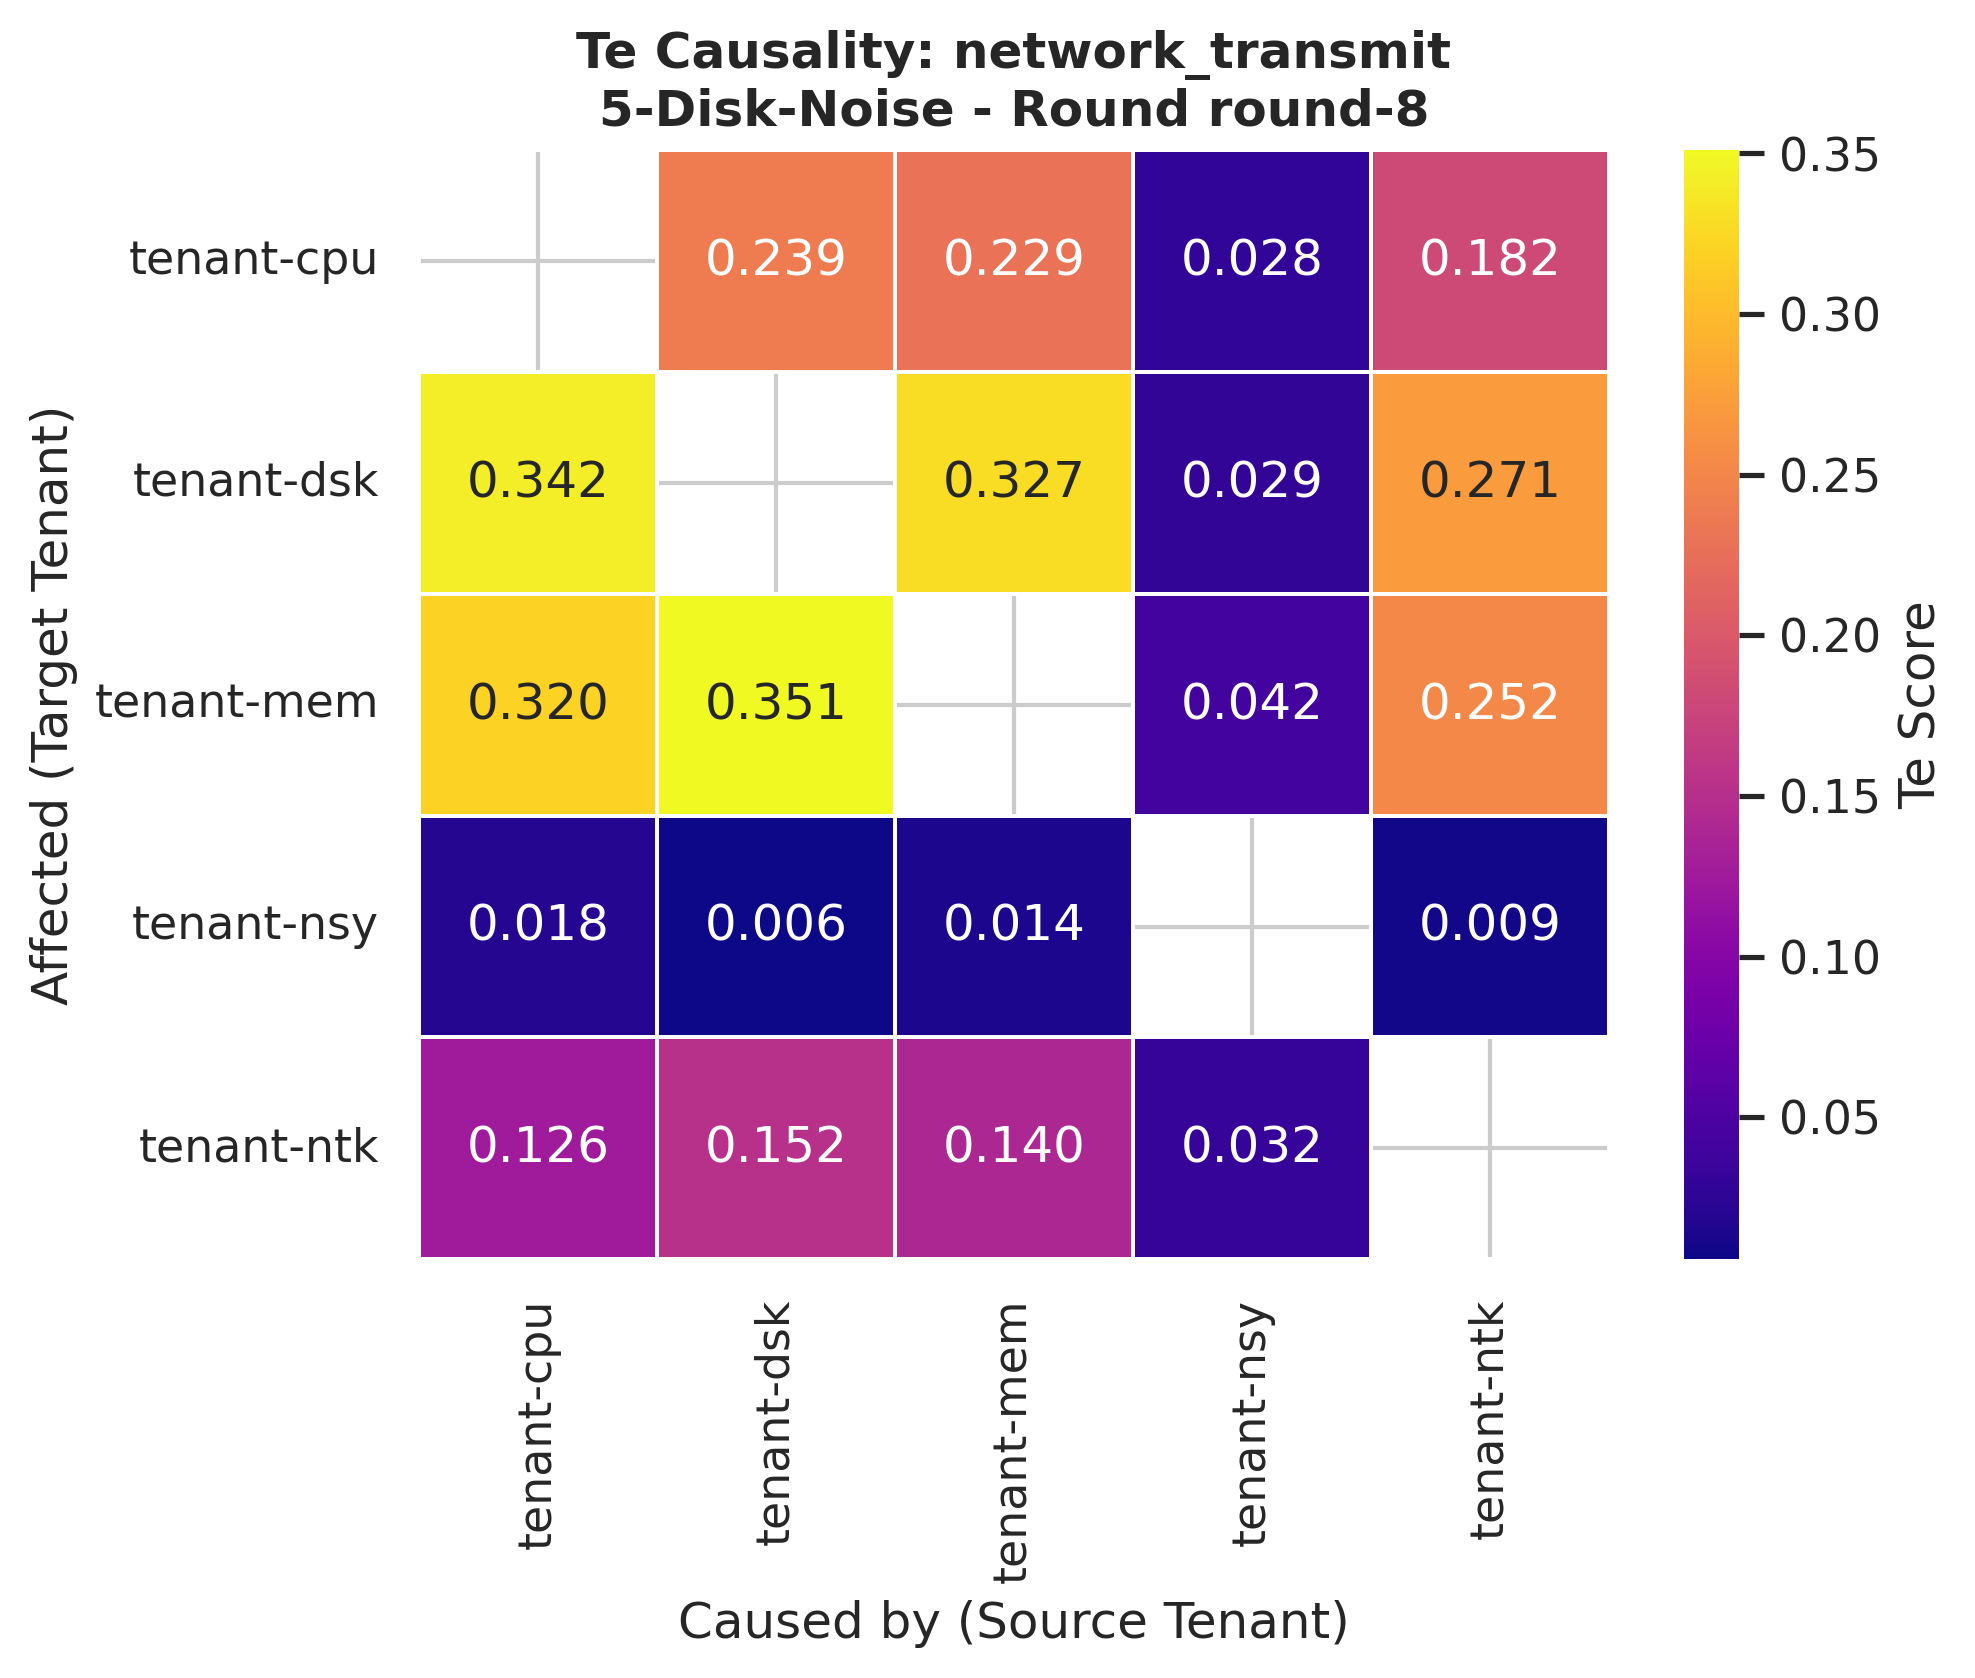 Te Causality: network_transmit
5-Disk-Noise - Round round-8
Affected (Target Tenant)
tenant-cpu 0.239 0.229 0.028 0.182
tenant-dsk 0.342 0.327 0.029 0.271
tenant-mem 0.320 0.351 0.042 0.252
tenant-nsy 0.018 0.006 0.014 0.009
tenant-ntk 0.126 0.152 0.140 0.032
tenant-cpu tenant-dsk tenant-mem tenant-nsy tenant-ntk
Caused by (Source Tenant)
0.35
0.30
0.25
0.20
0.15
0.10
0.05
Te Score